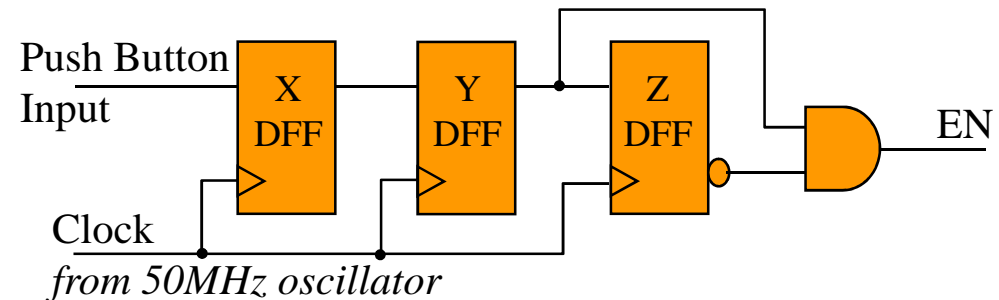 Push Button
Input
X
DFF
Y
DFF
Z
DFF
EN
Clock
from 50MHz oscillator